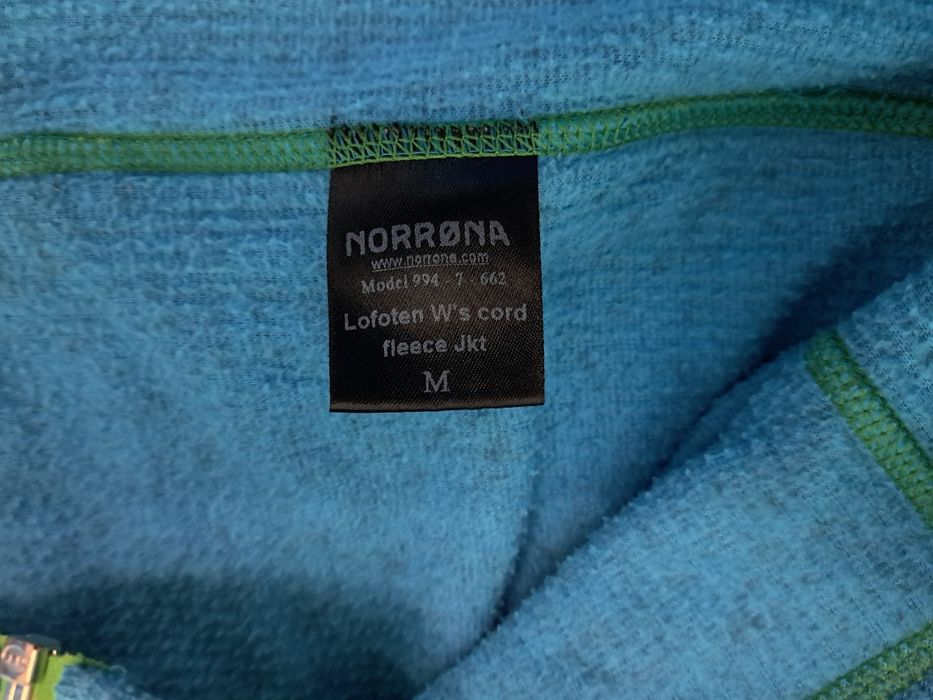 NORRØNA
www.norrona.com
Model 994 - 7 - 662
Lofoten W's cord
fleece Jkt
M